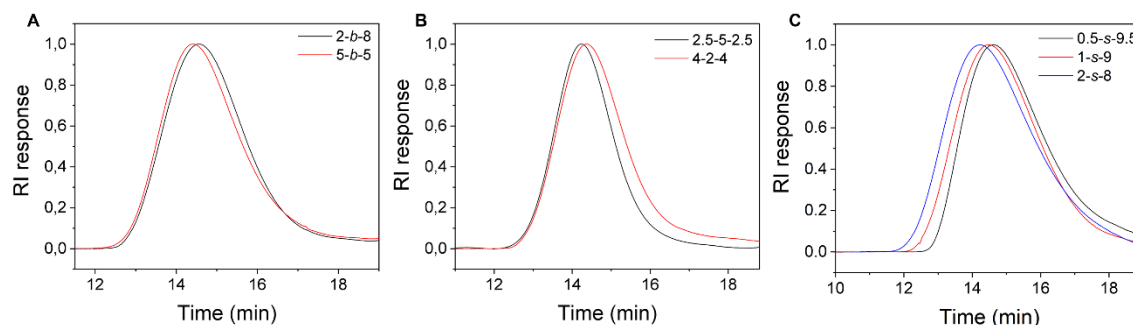 A
2-b-8
5-b-5
1,0
0,8
0,6
0,4
0,2
0,0
RI response
12 14 16 18
Time (min)
B
2.5-5-2.5
4-2-4
1,0
0,8
0,6
0,4
0,2
0,0
RI response
12 14 16 18
Time (min)
C
0.5-s-9.5
1-s-9
2-s-8
1.0
0.8
0.6
0.4
0.2
0.0
RI response
10 12 14 16 18
Time (min)